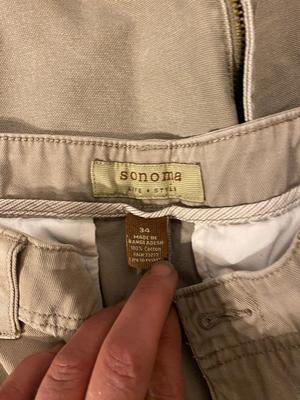 sonoma
LIFE + STYLE
34
MADE IN
BANGLADESH
100% Cotton